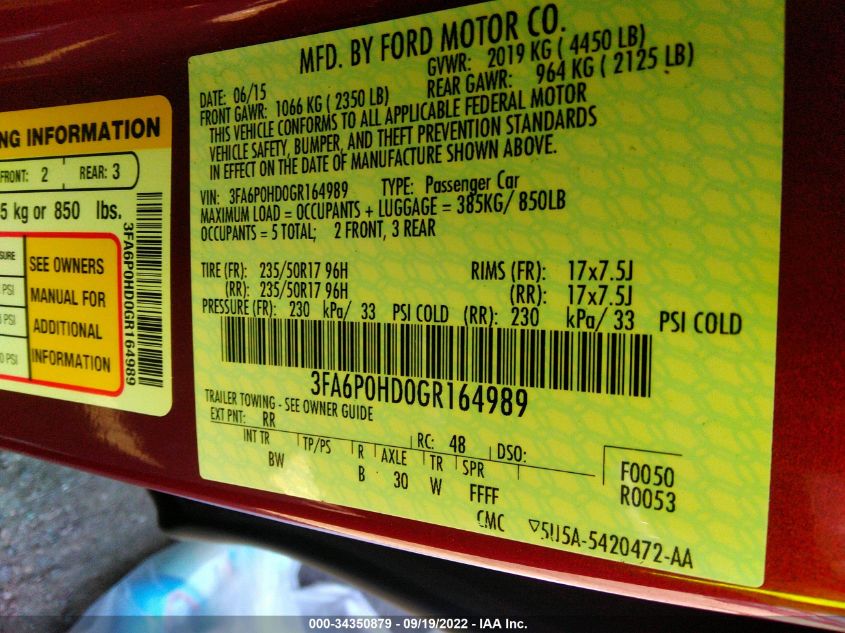 MFD. BY FORD MOTOR CO.
DATE: 06/15 GVWR: 2019 KG ( 4450 LB)
FRONT GAWR: 1066 KG ( 2350 LB) REAR GAWR: 964 KG ( 2125 LB)
THIS VEHICLE CONFORMS TO ALL APPLICABLE FEDERAL MOTOR
VEHICLE SAFETY, BUMPER, AND THEFT PREVENTION STANDARDS
IN EFFECT ON THE DATE OF MANUFACTURE SHOWN ABOVE.
VIN: 3FA6P0HD0GR164989 TYPE: Passenger Car
MAXIMUM LOAD = OCCUPANTS + LUGGAGE = 385KG/ 850LB
OCCUPANTS = 5 TOTAL; 2 FRONT, 3 REAR
TIRE (FR): 235/50R17 96H RIMS (FR): 17x7.5J
(RR): 235/50R17 96H (RR): 17x7.5J
PRESSURE (FR): 230 kPa/ 33 PSI COLD (RR): 230 kPa/ 33 PSI COLD
3FA6P0HD0GR164989
TRAILER TOWING - SEE OWNER GUIDE
EXT PNT: RR RC: 48 DSO:
INT TR TP/PS R AXLE TR SPR F0050
BW B 30 W FFFF R0053
CMC 5U5A-5420472-AA
NG INFORMATION
FRONT: 2 REAR: 3
5 kg or 850 lbs.
3FA6P0HD0GR164989
SURE
PSI
PSI
0 PSI
SEE OWNERS
MANUAL FOR
ADDITIONAL
INFORMATION
000-34350879 - 09/19/2022 - IAA Inc.